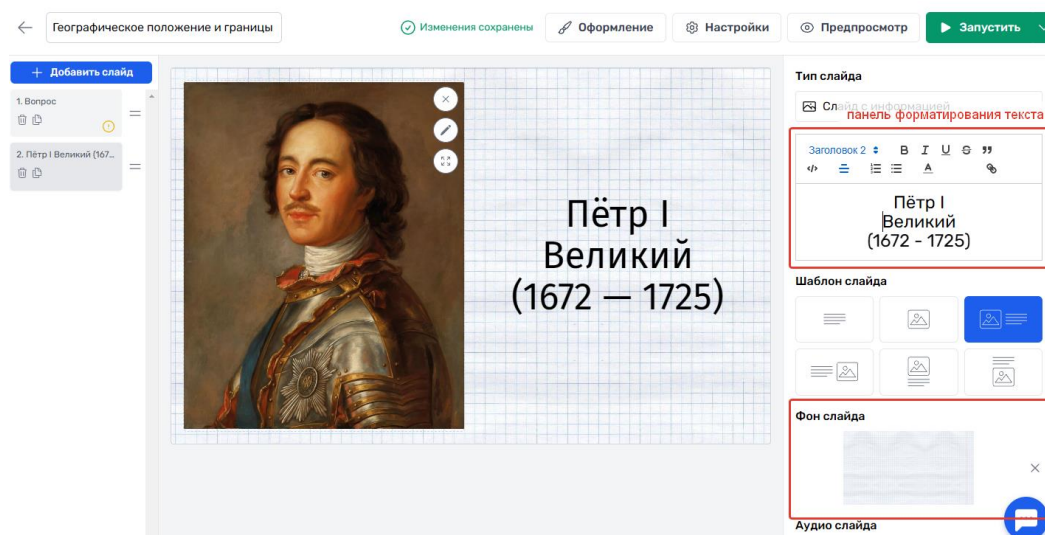 Географическое положение и границы
Изменения сохранены
Оформление
Настройки
Предпросмотр
Запустить
+ Добавить слайд
1. Вопрос
2. Пётр I Великий (167...
Пётр I
Великий
(1672 — 1725)
Тип слайда
Слайд с информацией
панель форматирования текста
Заголовок 2
B I U S
Пётр I
Великий
(1672 - 1725)
Шаблон слайда
Фон слайда
Аудио слайда